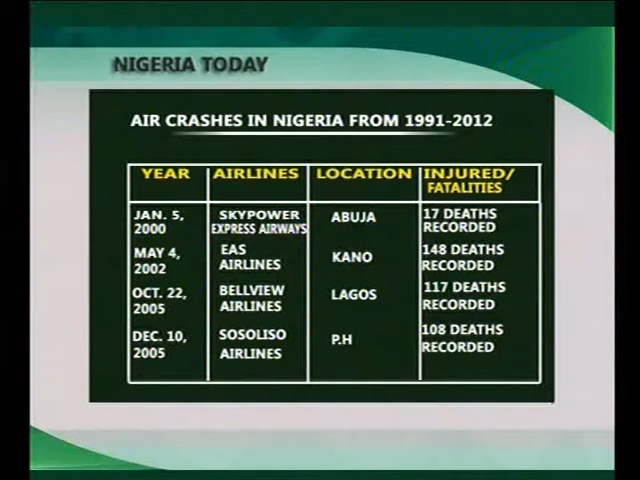 NIGERIA TODAY
AIR CRASHES IN NIGERIA FROM 1991-2012
YEAR AIRLINES LOCATION INJURED/
FATALITIES
JAN. 5, SKYPOWER ABUJA 17 DEATHS
2000 EXPRESS AIRWAYS RECORDED
MAY 4, EAS KANO 148 DEATHS
2002 AIRLINES RECORDED
OCT. 22, BELLVIEW LAGOS 117 DEATHS
2005 AIRLINES RECORDED
DEC. 10, SOSOLISO P.H 108 DEATHS
2005 AIRLINES RECORDED